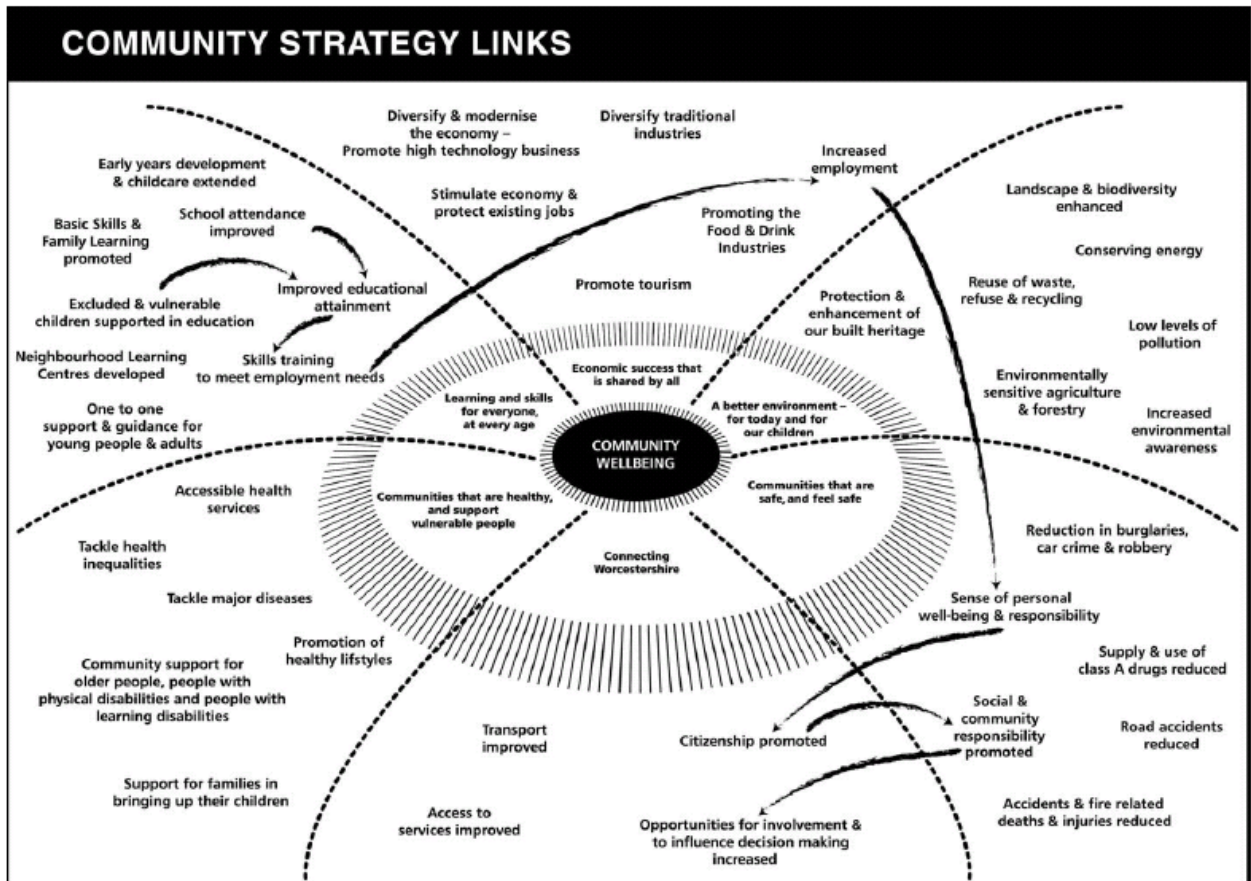 COMMUNITY STRATEGY LINKS
Diversify & modernise
the economy –
Promote high technology business
Diversify traditional
industries
Increased
employment
Early years development
& childcare extended
Stimulate economy &
protect existing jobs
Landscape & biodiversity
enhanced
Basic Skills &
Family Learning
promoted
School attendance
improved
Promoting the
Food & Drink
Industries
Conserving energy
Excluded & vulnerable
children supported in education
Improved educational
attainment
Promote tourism
Protection &
enhancement of
our built heritage
Reuse of waste,
refuse & recycling
Low levels of
pollution
Neighbourhood Learning
Centres developed
Skills training
to meet employment needs
Economic success that
is shared by all
Environmentally
sensitive agriculture
& forestry
One to one
support & guidance for
young people & adults
Learning and skills
for everyone,
at every age
A better environment –
for today and for
our children
Increased
environmental
awareness
COMMUNITY
WELLBEING
Accessible health
services
Communities that are healthy,
and support
vulnerable people
Communities that are
safe, and feel safe
Tackle health
inequalities
Connecting
Worcestershire
Reduction in burglaries,
car crime & robbery
Tackle major diseases
Sense of personal
well-being & responsibility
Promotion of
healthy lifstyles
Community support for
older people, people with
physical disabilities and people with
learning disabilities
Supply & use of
class A drugs reduced
Transport
improved
Citizenship promoted
Social &
community
responsibility
promoted
Road accidents
reduced
Support for families in
bringing up their children
Access to
services improved
Opportunities for involvement &
to influence decision making
increased
Accidents & fire related
deaths & injuries reduced